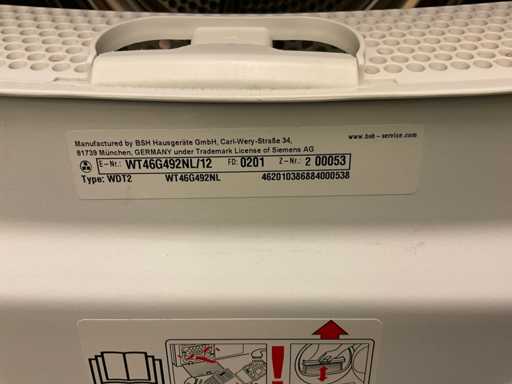 Manufactured by BSH Hausgeräte GmbH, Carl-Wery-Straße 34,
www.bsh-service.com
81739 München, GERMANY under Trademark License of Siemens AG
E-Nr.: WT46G492NL/12 FD: 0201 Z-Nr.: 2 00053
Type: WDT2 WT46G492NL 462010386884000538